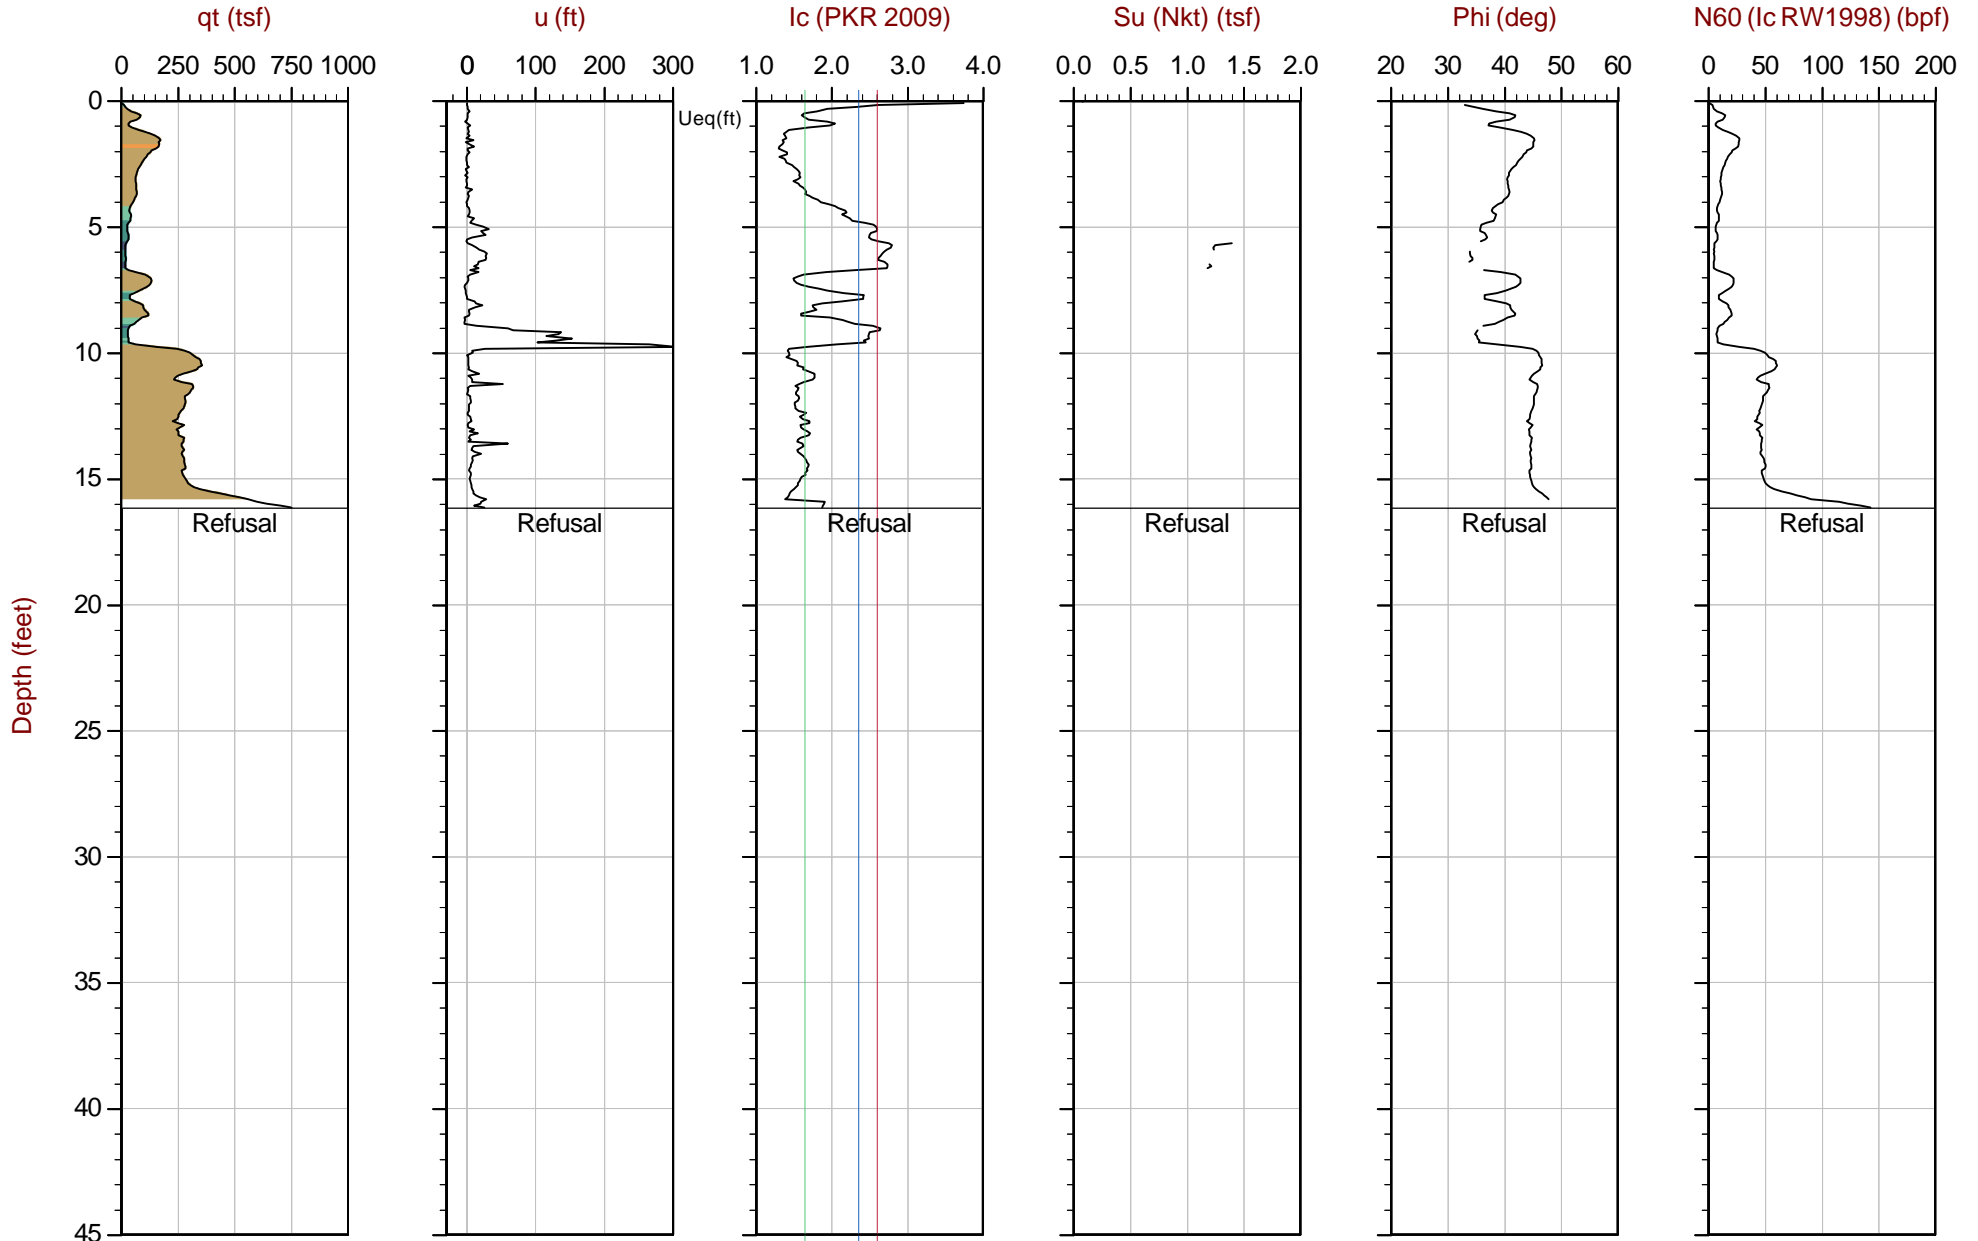 qt (tsf) u (ft) Ic (PKR 2009) Su (Nkt) (tsf) Phi (deg) N60 (Ic RW1998) (bpf)
0 250 500 750 1000 0 100 200 300 1.0 2.0 3.0 4.0 0.0 0.5 1.0 1.5 2.0 20 30 40 50 60 0 50 100 150 200
0
Ueq(ft)
5
10
15
Refusal Refusal Refusal Refusal Refusal Refusal
20
Depth (feet)
25
30
35
40
45